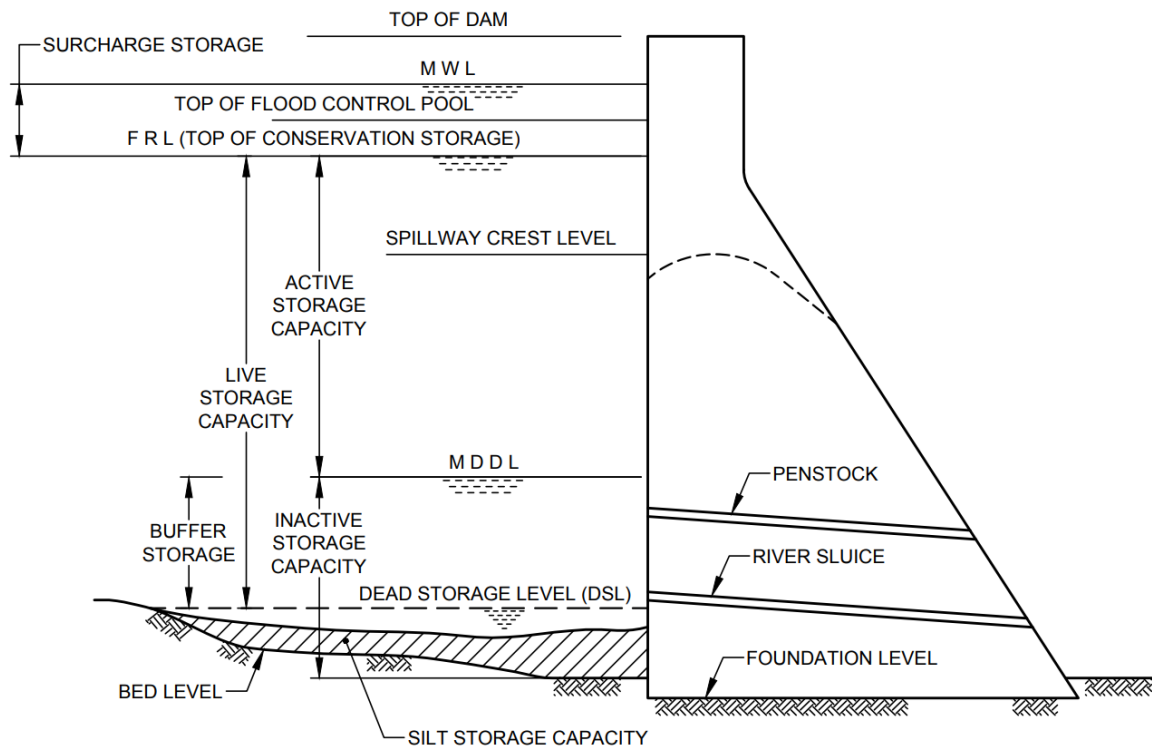 TOP OF DAM
SURCHARGE STORAGE
M W L
TOP OF FLOOD CONTROL POOL
F R L (TOP OF CONSERVATION STORAGE)
SPILLWAY CREST LEVEL
ACTIVE
STORAGE
CAPACITY
LIVE
STORAGE
CAPACITY
M D D L
PENSTOCK
BUFFER
STORAGE
INACTIVE
STORAGE
CAPACITY
RIVER SLUICE
DEAD STORAGE LEVEL (DSL)
FOUNDATION LEVEL
BED LEVEL
SILT STORAGE CAPACITY